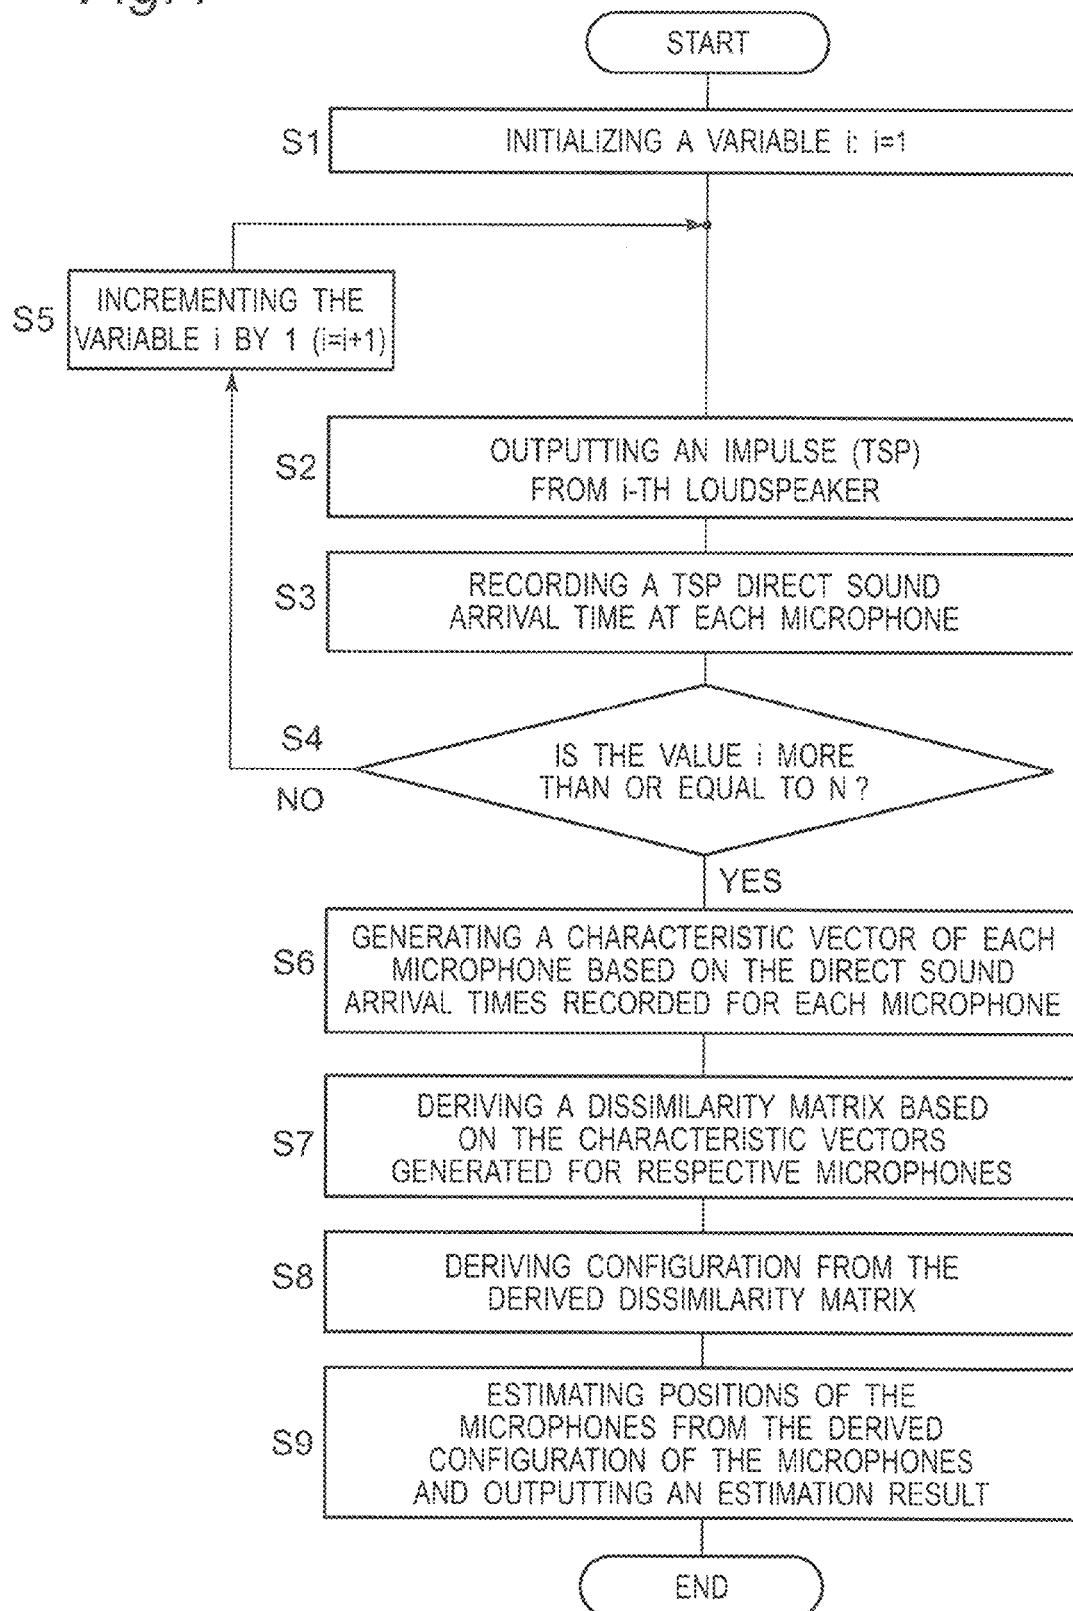 START
S1
INITIALIZING A VARIABLE i: i=1
S5
INCREMENTING THE
VARIABLE i BY 1 (i=i+1)
S2
OUTPUTTING AN IMPULSE (TSP)
FROM i-TH LOUDSPEAKER
S3
RECORDING A TSP DIRECT SOUND
ARRIVAL TIME AT EACH MICROPHONE
S4
IS THE VALUE i MORE
THAN OR EQUAL TO N?
NO
YES
S6
GENERATING A CHARACTERISTIC VECTOR OF EACH
MICROPHONE BASED ON THE DIRECT SOUND
ARRIVAL TIMES RECORDED FOR EACH MICROPHONE
S7
DERIVING A DISSIMILARITY MATRIX BASED
ON THE CHARACTERISTIC VECTORS
GENERATED FOR RESPECTIVE MICROPHONES
S8
DERIVING CONFIGURATION FROM THE
DERIVED DISSIMILARITY MATRIX
S9
ESTIMATING POSITIONS OF THE
MICROPHONES FROM THE DERIVED
CONFIGURATION OF THE MICROPHONES
AND OUTPUTTING AN ESTIMATION RESULT
END